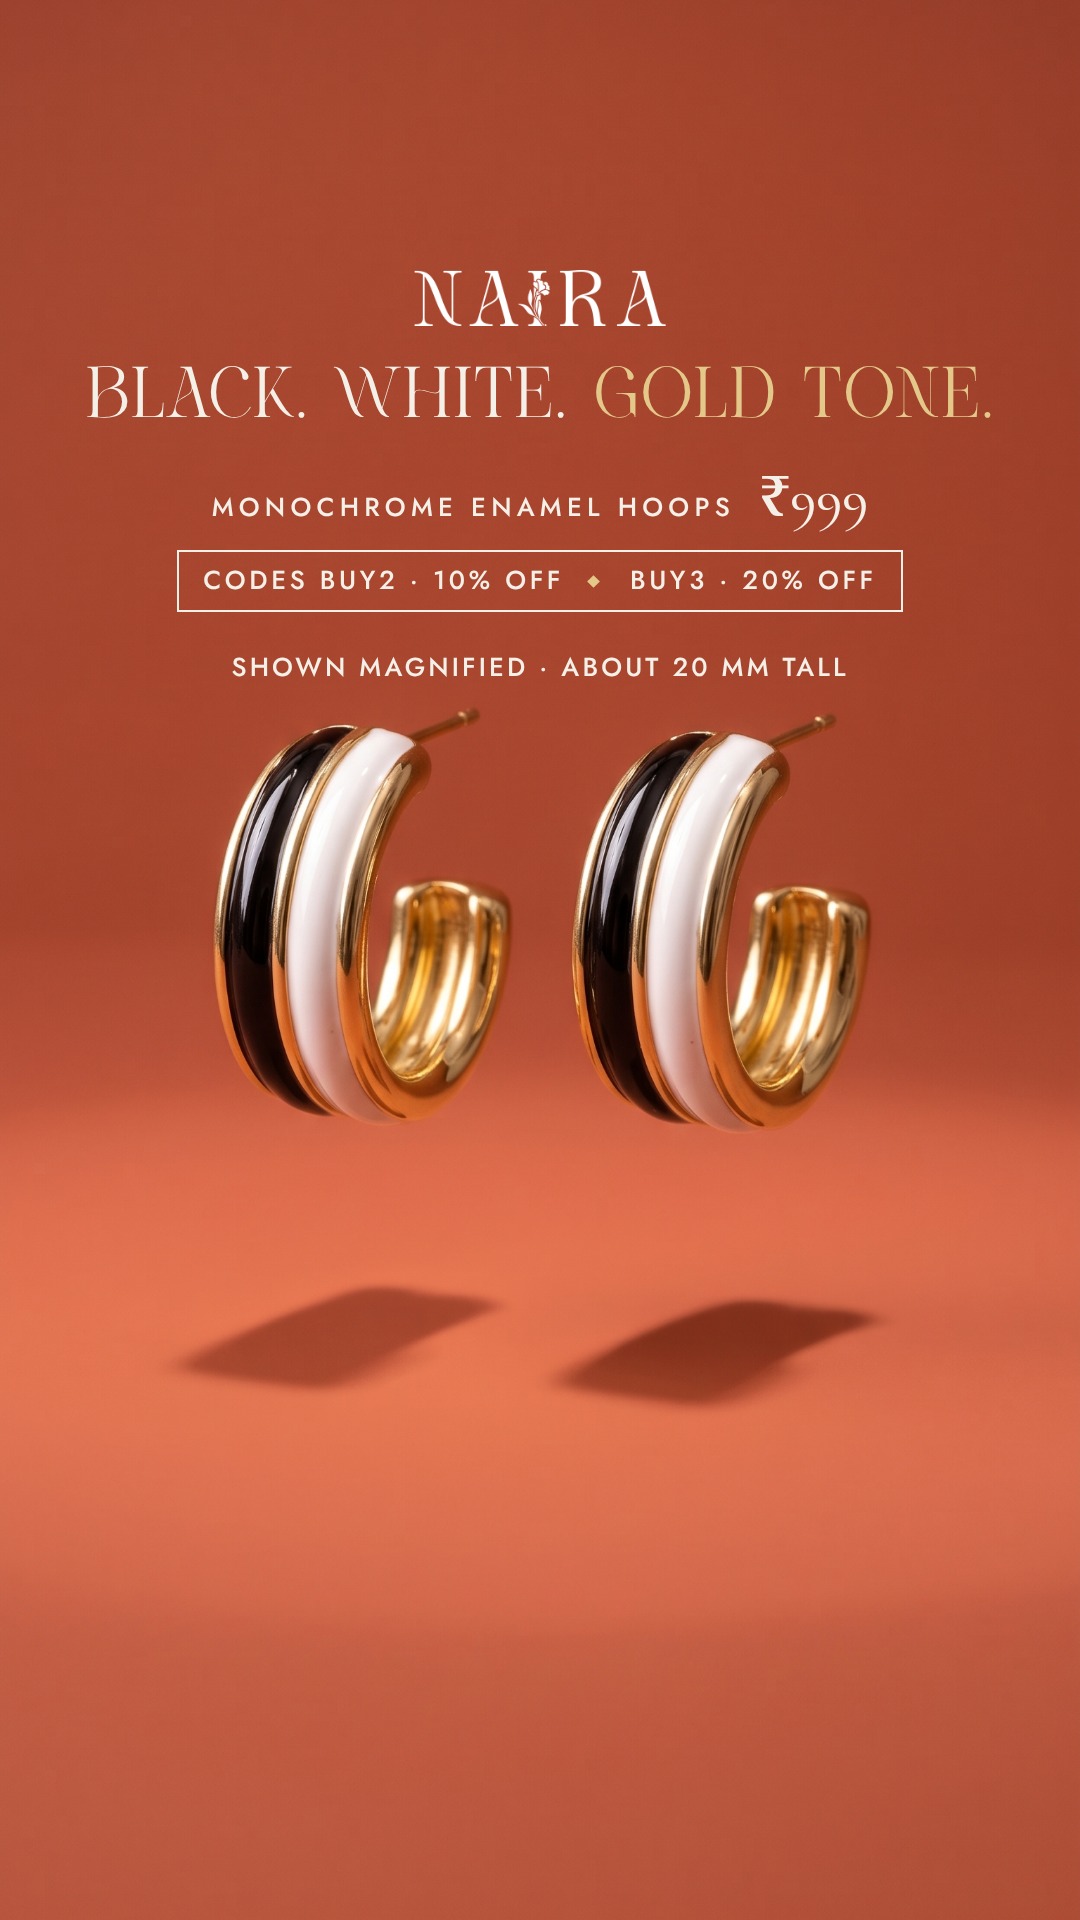 NAIRA
BLACK. WHITE. GOLD TONE.
MONOCHROME ENAMEL HOOPS ₹999
CODES BUY2 · 10% OFF ◆ BUY3 · 20% OFF
SHOWN MAGNIFIED · ABOUT 20 MM TALL